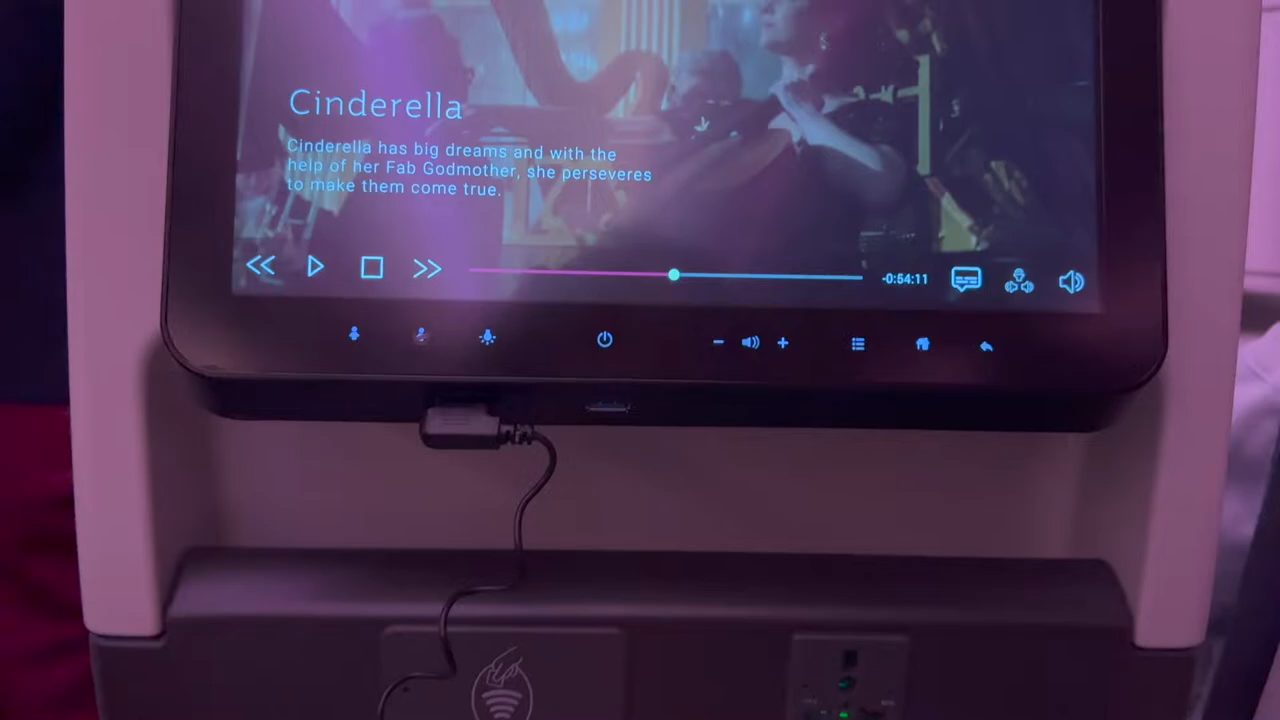 Cinderella
Cinderella has big dreams and with the
help of her Fab Godmother, she perseveres
to make them come true.
-0:54:11